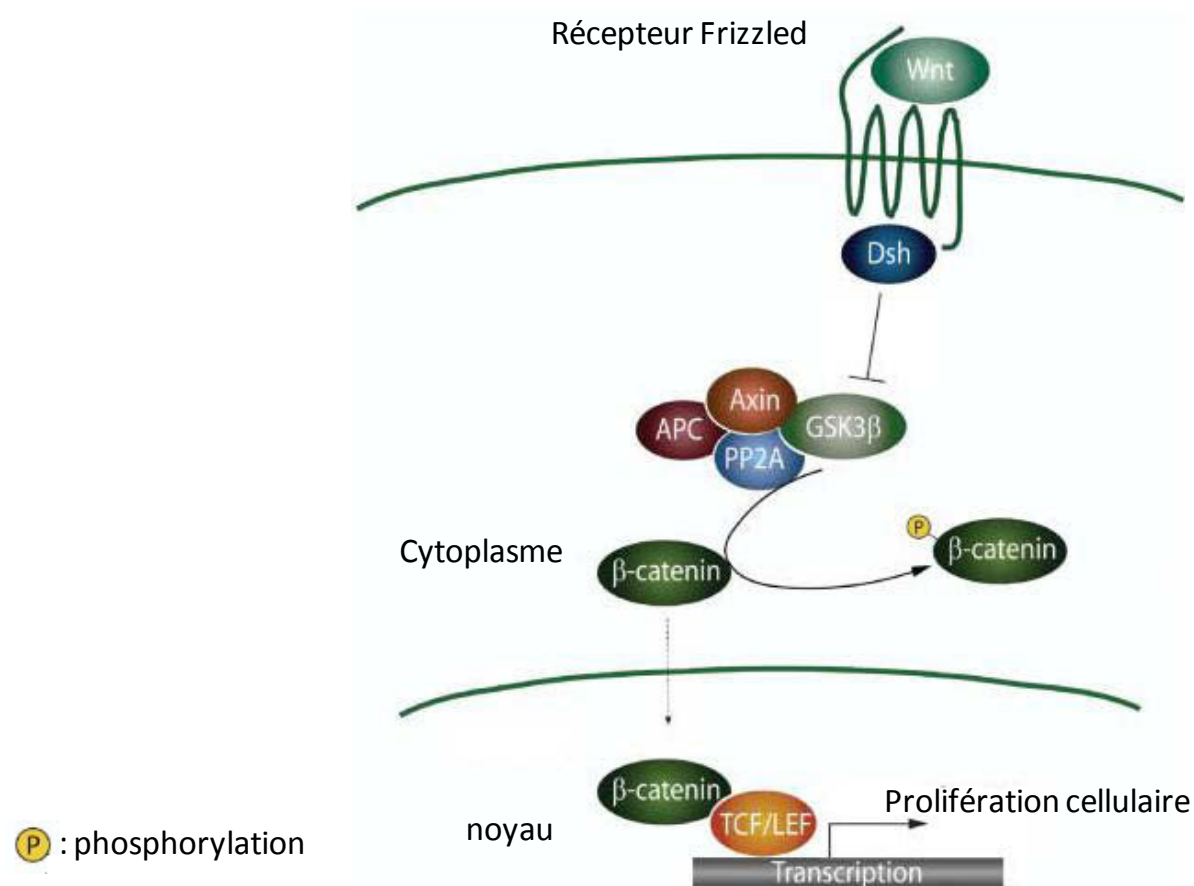 Récepteur Frizzled
Wnt
Dsh
Axin
APC
GSK3β
PP2A
Cytoplasme
β-catenin
P
β-catenin
β-catenin
TCF/LEF
Prolifération cellulaire
noyau
P : phosphorylation
Transcription